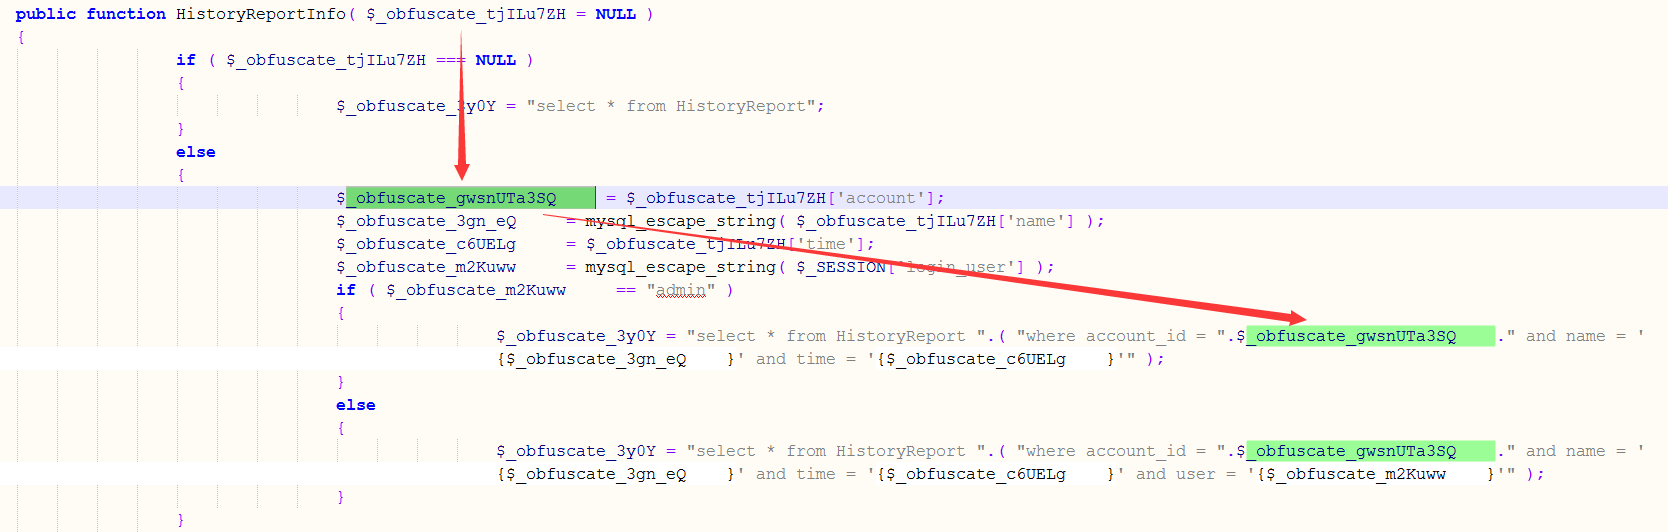 public function HistoryReportInfo( $_obfuscate_tjILu7ZH = NULL )
{
if ( $_obfuscate_tjILu7ZH === NULL )
{
$_obfuscate_3y0Y = "select * from HistoryReport";
}
else
{
$_obfuscate_gwsnUTa3SQ = $_obfuscate_tjILu7ZH['account'];
$_obfuscate_3gn_eQ = mysql_escape_string( $_obfuscate_tjILu7ZH['name'] );
$_obfuscate_c6UELg = $_obfuscate_tjILu7ZH['time'];
$_obfuscate_m2Kuww = mysql_escape_string( $_SESSION['login_user'] );
if ( $_obfuscate_m2Kuww == "admin" )
{
$_obfuscate_3y0Y = "select * from HistoryReport ".( "where account_id = ".$_obfuscate_gwsnUTa3SQ ." and name = '
{$_obfuscate_3gn_eQ }' and time = '{$_obfuscate_c6UELg }'" );
}
else
{
$_obfuscate_3y0Y = "select * from HistoryReport ".( "where account_id = ".$_obfuscate_gwsnUTa3SQ ." and name = '
{$_obfuscate_3gn_eQ }' and time = '{$_obfuscate_c6UELg }' and user = '{$_obfuscate_m2Kuww }'" );
}
}